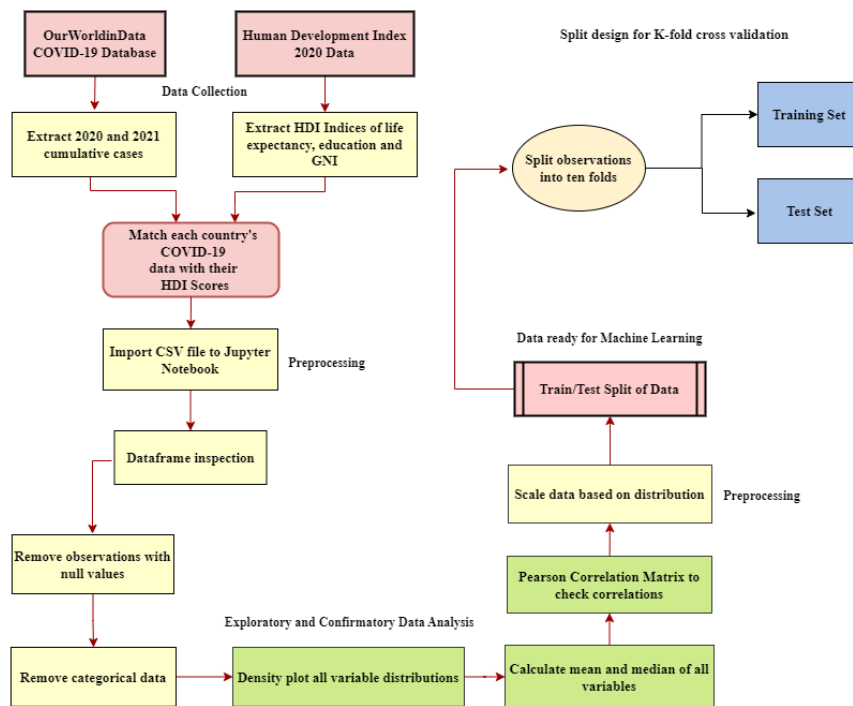 OurWorldinData
COVID-19 Database
Human Development Index
2020 Data
Split design for K-fold cross validation
Data Collection
Extract 2020 and 2021
cumulative cases
Extract HDI Indices of life
expectancy, education and
GNI
Split observations
into ten folds
Training Set
Test Set
Match each country's
COVID-19
data with their
HDI Scores
Import CSV file to Jupyter
Notebook
Preprocessing
Data ready for Machine Learning
Train/Test Split of Data
Dataframe inspection
Scale data based on distribution
Preprocessing
Remove observations with
null values
Pearson Correlation Matrix to
check correlations
Exploratory and Confirmatory Data Analysis
Remove categorical data
Density plot all variable distributions
Calculate mean and median of all
variables